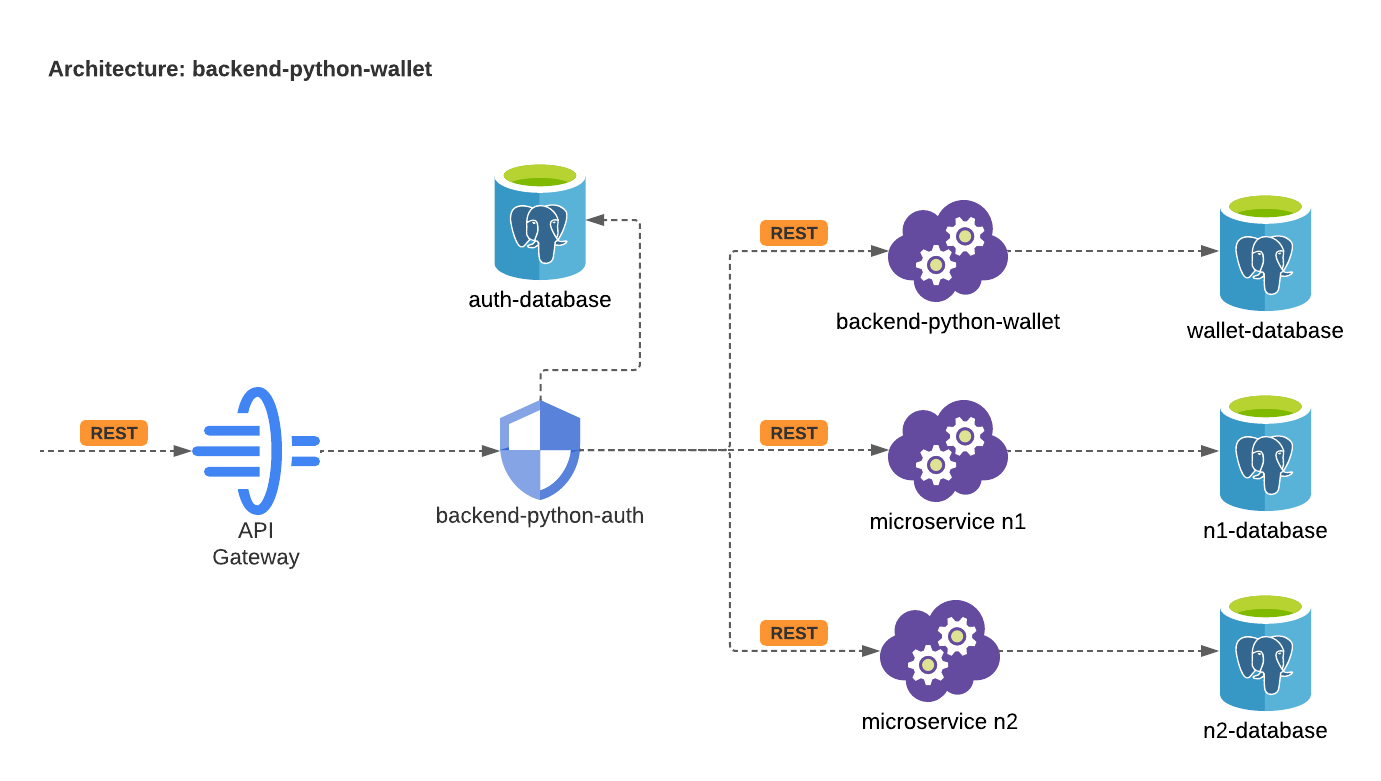 Architecture: backend-python-wallet
auth-database
REST
backend-python-wallet
wallet-database
REST
API
Gateway
backend-python-auth
REST
microservice n1
n1-database
REST
microservice n2
n2-database